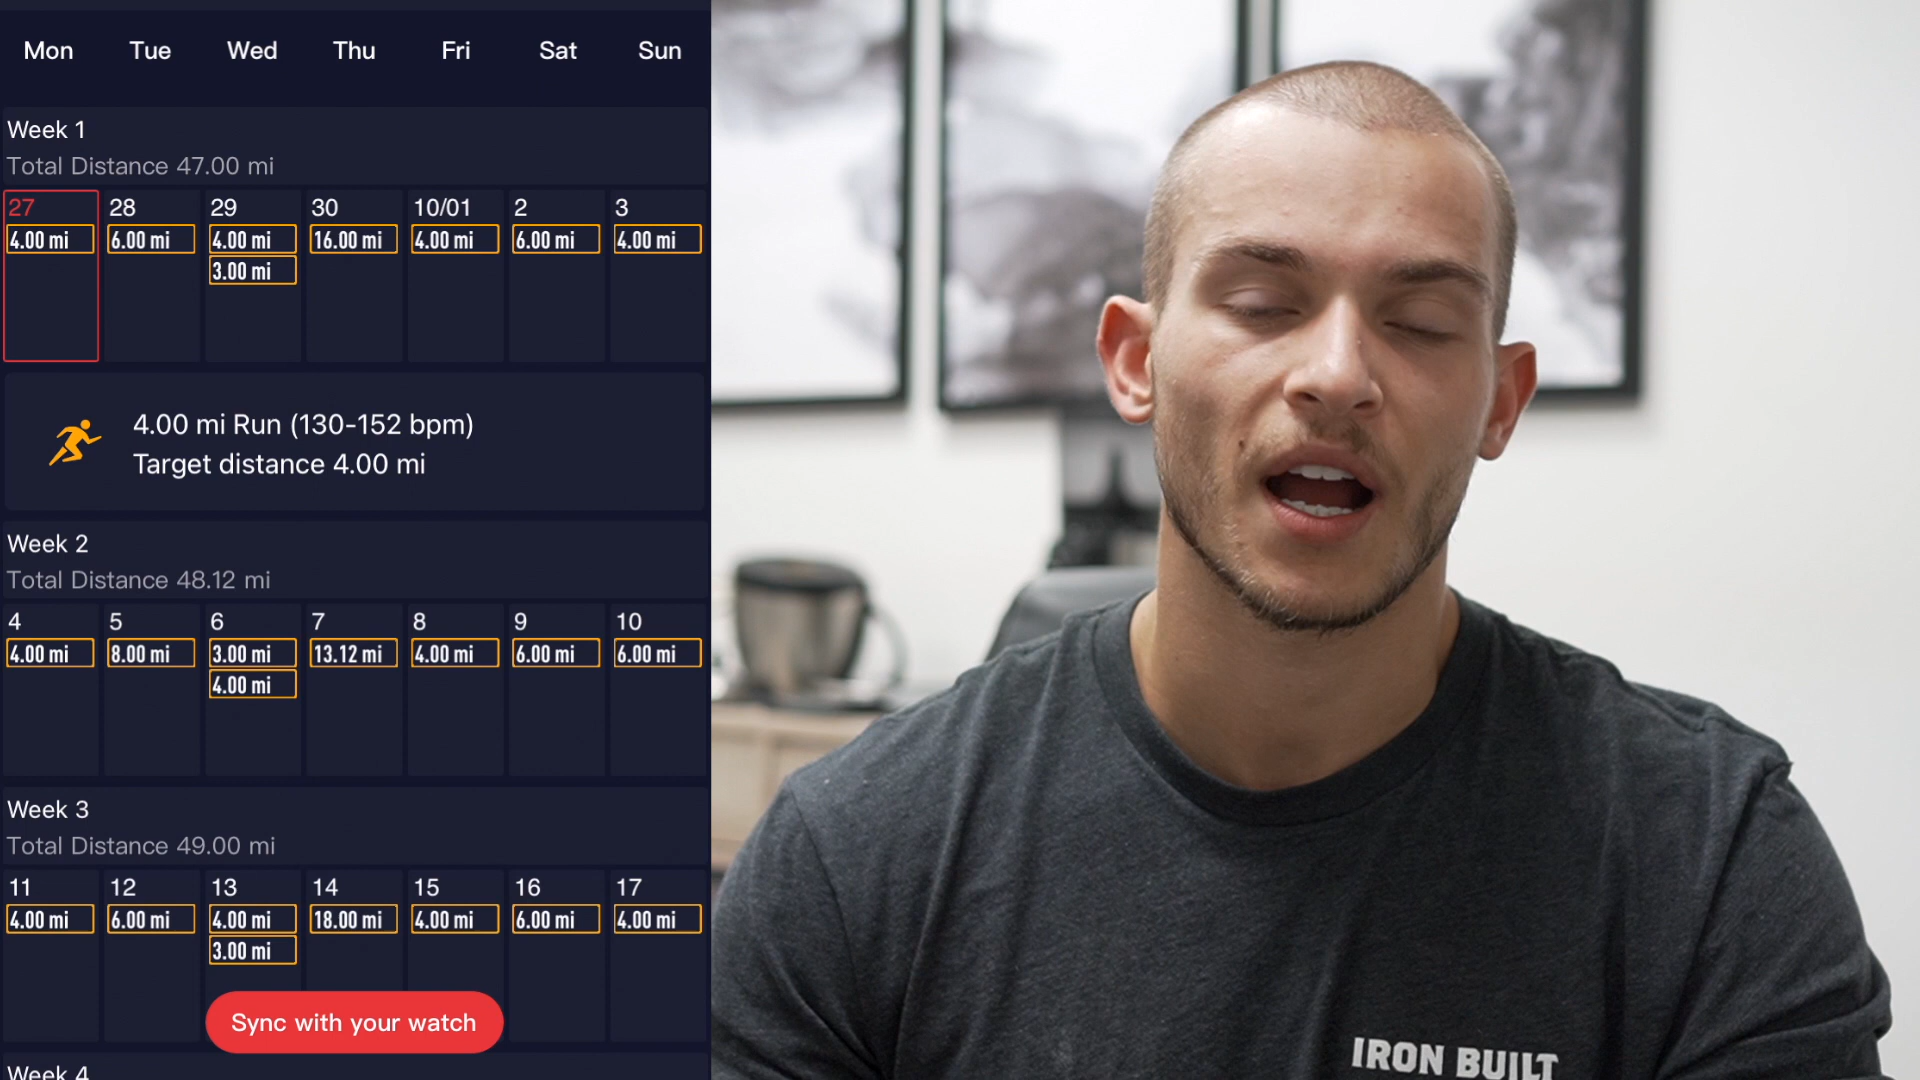 Mon Tue Wed Thu Fri Sat Sun
Week 1
Total Distance 47.00 mi
27 28 29 30 10/01 2 3
4.00 mi 6.00 mi 4.00 mi 16.00 mi 4.00 mi 6.00 mi 4.00 mi
3.00 mi
4.00 mi Run (130-152 bpm)
Target distance 4.00 mi
Week 2
Total Distance 48.12 mi
4 5 6 7 8 9 10
4.00 mi 8.00 mi 3.00 mi 13.12 mi 4.00 mi 6.00 mi 6.00 mi
4.00 mi
Week 3
Total Distance 49.00 mi
11 12 13 14 15 16 17
4.00 mi 6.00 mi 4.00 mi 18.00 mi 4.00 mi 6.00 mi 4.00 mi
3.00 mi
Sync with your watch
Week 4
IRON BUILT